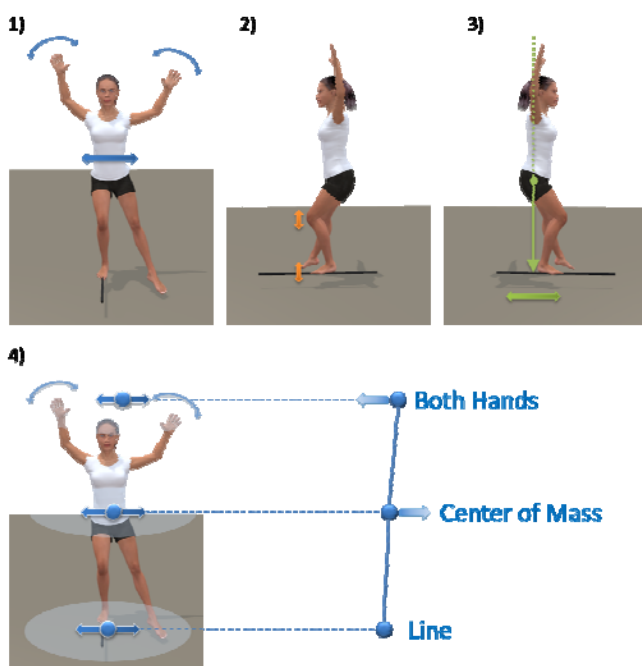 1)
2)
3)
4)
Both Hands
Center of Mass
Line